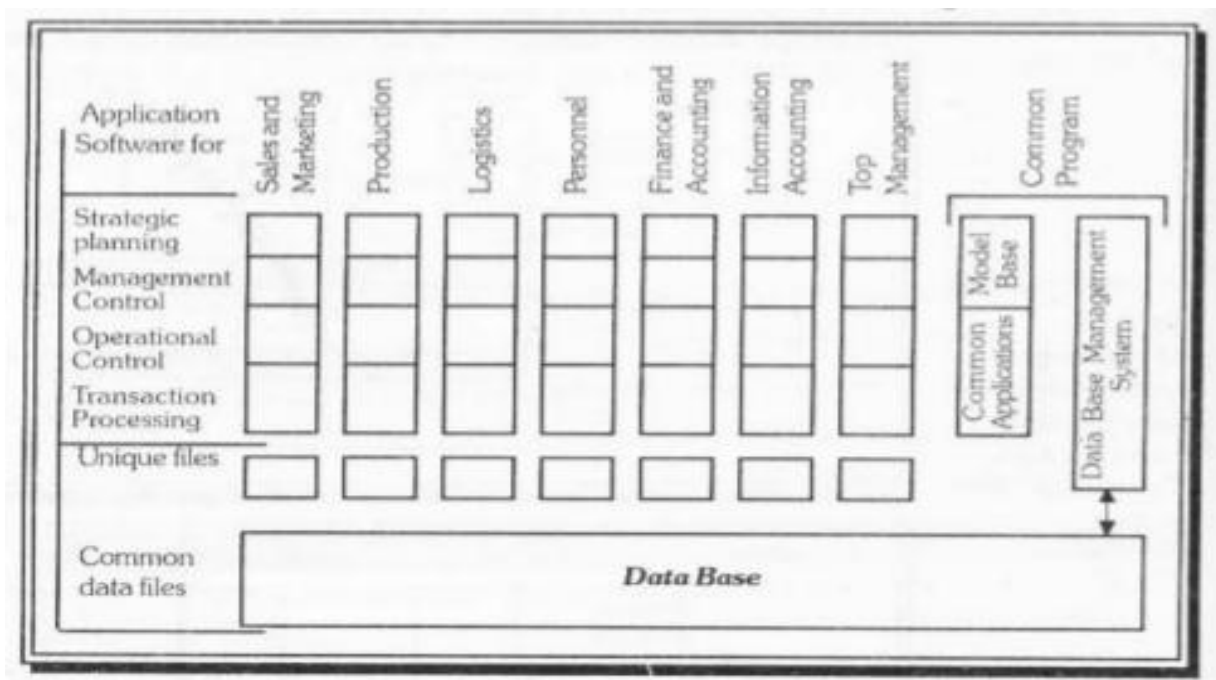 Application
Software for
Sales and
Marketing
Production
Logistics
Personnel
Finance and
Accounting
Information
Accounting
Top
Management
Common
Program
Strategic
planning
Management
Control
Operational
Control
Transaction
Processing
Unique files
Common
data files
Model
Base
Common
Applications
Data Base Management
System
Data Base